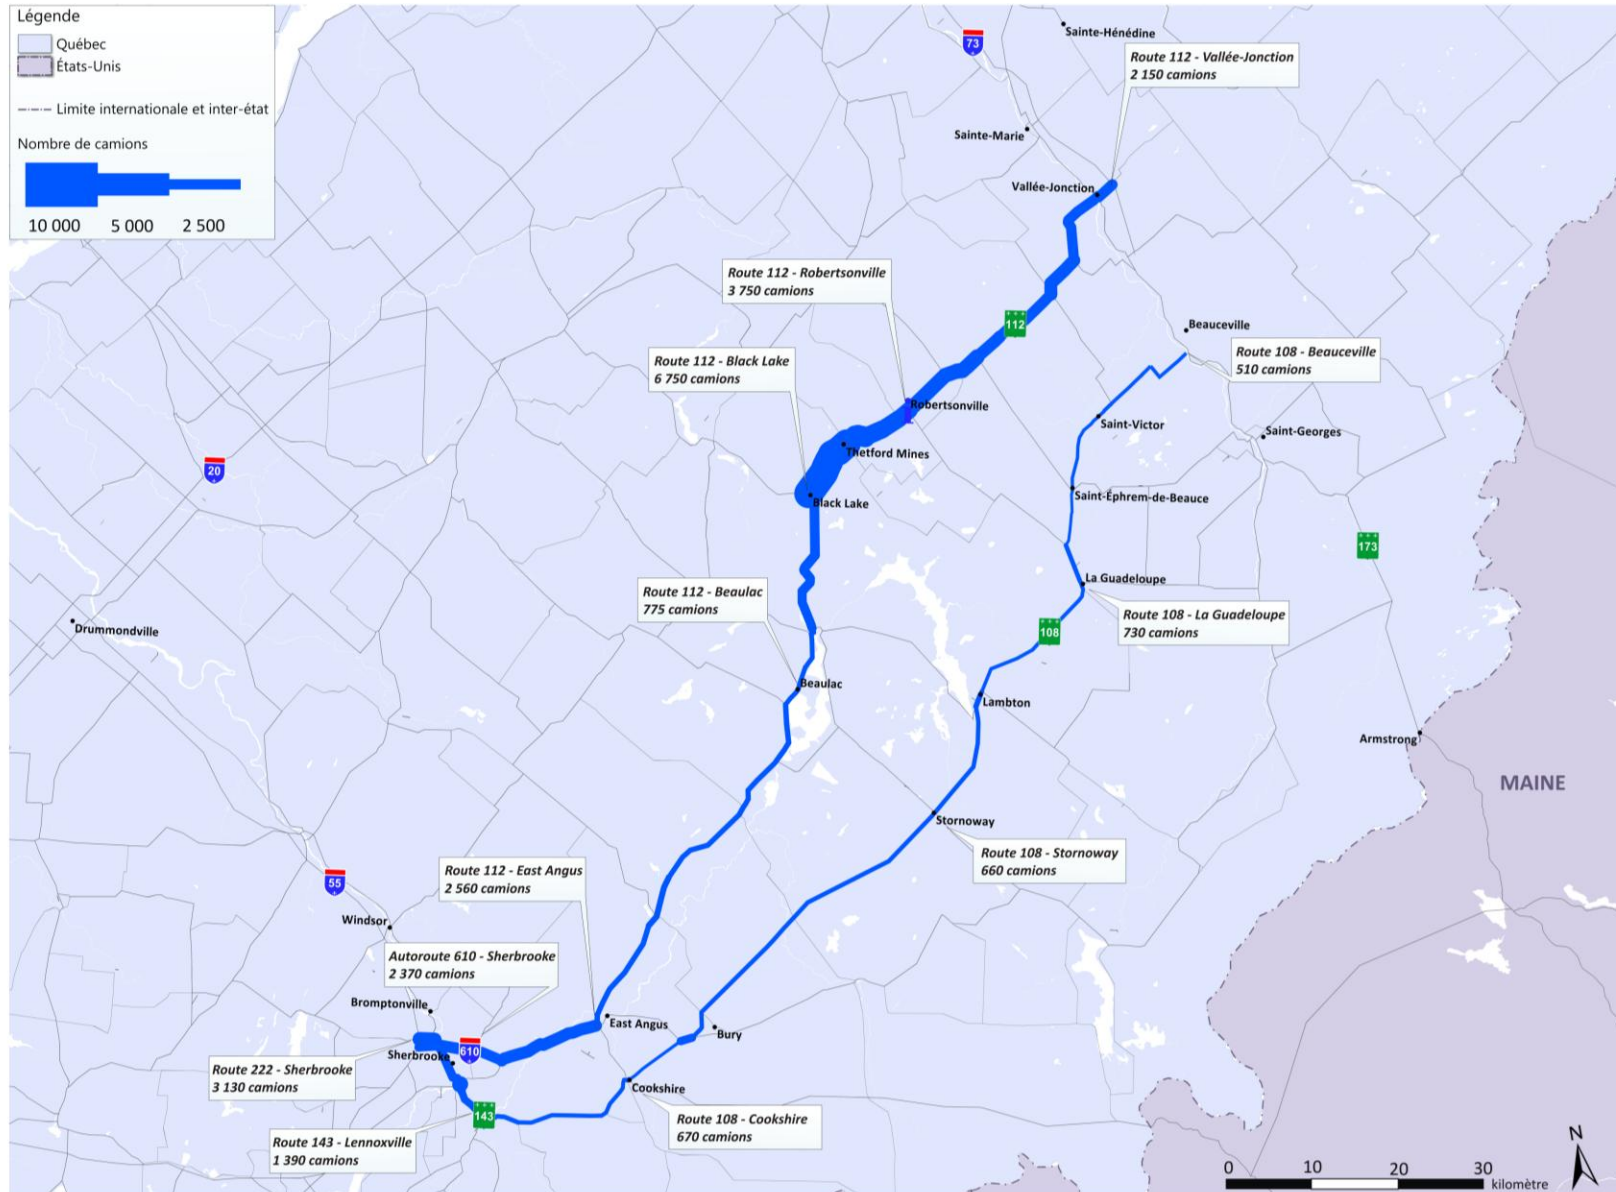 Légende
Québec
États-Unis
Limite internationale et inter-état
Nombre de camions
10 000
5 000
2 500
73
Sainte-Hénédine
Route 112 - Vallée-Jonction
2 150 camions
Sainte-Marie
Vallée-Jonction
Route 112 - Robertsonville
3 750 camions
112
Beauceville
Route 108 - Beauceville
510 camions
Route 112 - Black Lake
6 750 camions
Robertsonville
Saint-Victor
Saint-Georges
Thetford Mines
20
Saint-Éphrem-de-Beauce
Black Lake
173
La Guadeloupe
Route 112 - Beaulac
775 camions
Route 108 - La Guadeloupe
730 camions
Drummondville
108
Beaulac
Lambton
Armstrong
MAINE
Stornoway
Route 108 - Stornoway
660 camions
Route 112 - East Angus
2 560 camions
55
Windsor
Autoroute 610 - Sherbrooke
2 370 camions
Bromptonville
East Angus
Bury
610
Sherbrooke
Route 222 - Sherbrooke
3 130 camions
Cookshire
143
Route 108 - Cookshire
670 camions
Route 143 - Lennoxville
1 390 camions
N
0 10 20 30
kilomètre